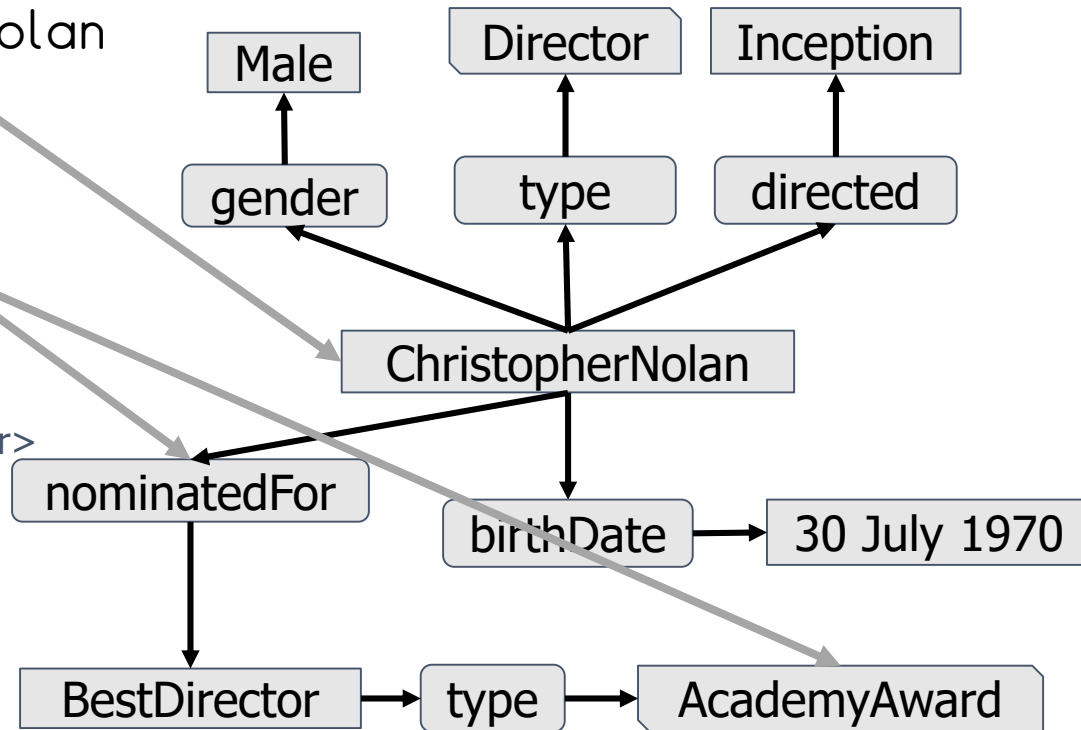 olan
Male
Director
Inception
gender
type
directed
ChristopherNolan
r>
nominatedFor
birthDate
30 July 1970
BestDirector
type
AcademyAward